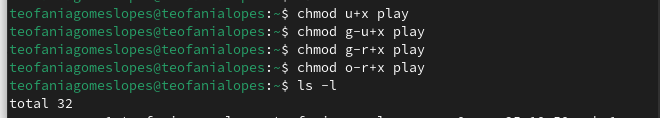 teofaniagomeslopes@teofanialopes:~$ chmod u+x play
teofaniagomeslopes@teofanialopes:~$ chmod g-u+x play
teofaniagomeslopes@teofanialopes:~$ chmod g-r+x play
teofaniagomeslopes@teofanialopes:~$ chmod o-r+x play
teofaniagomeslopes@teofanialopes:~$ ls -l
total 32